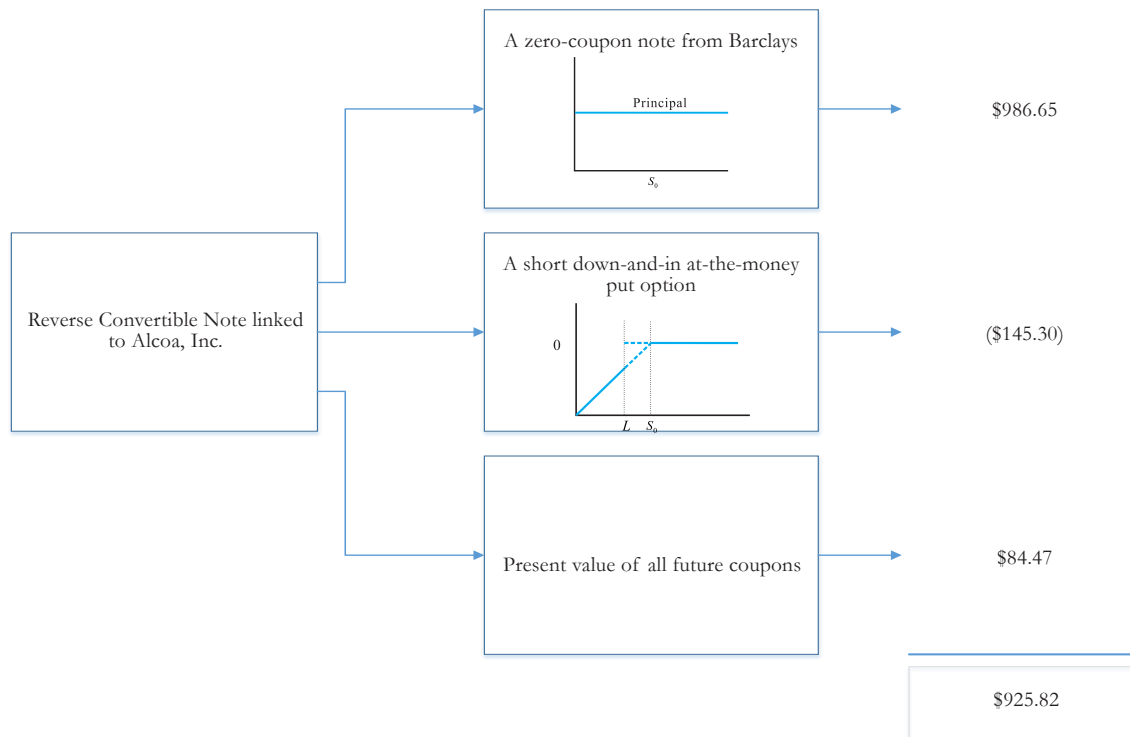 A zero-coupon note from Barclays
Principal
S₀
$986.65
Reverse Convertible Note linked
to Alcoa, Inc.
A short down-and-in at-the-money
put option
0
L S₀
($145.30)
Present value of all future coupons
$84.47
$925.82